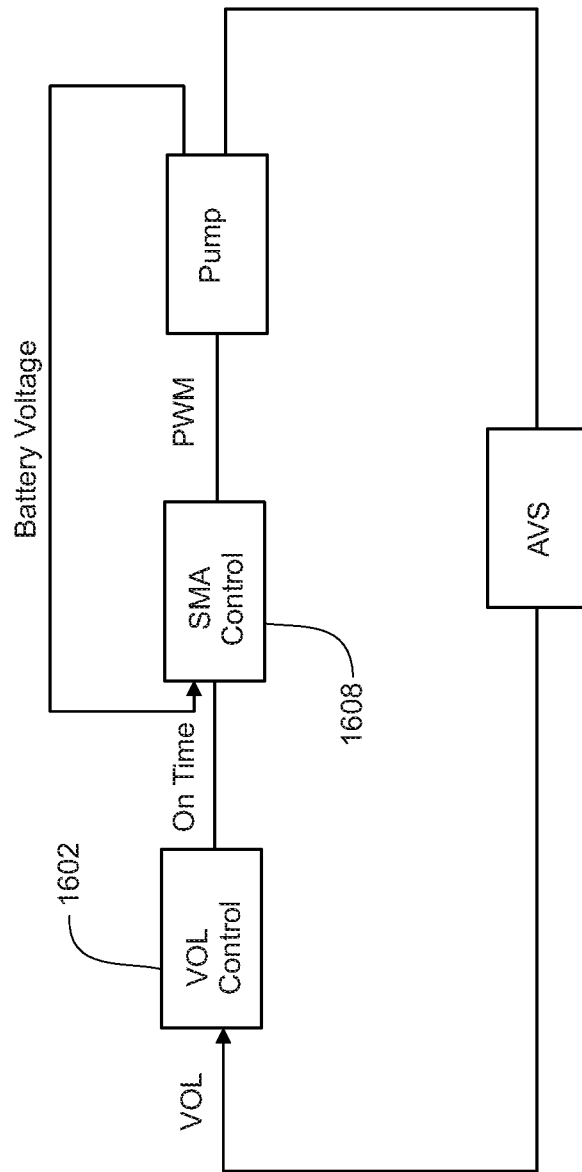 Battery Voltage
1602
VOL
VOL
Control
On Time
SMA
Control
PWM
Pump
1608
AVS